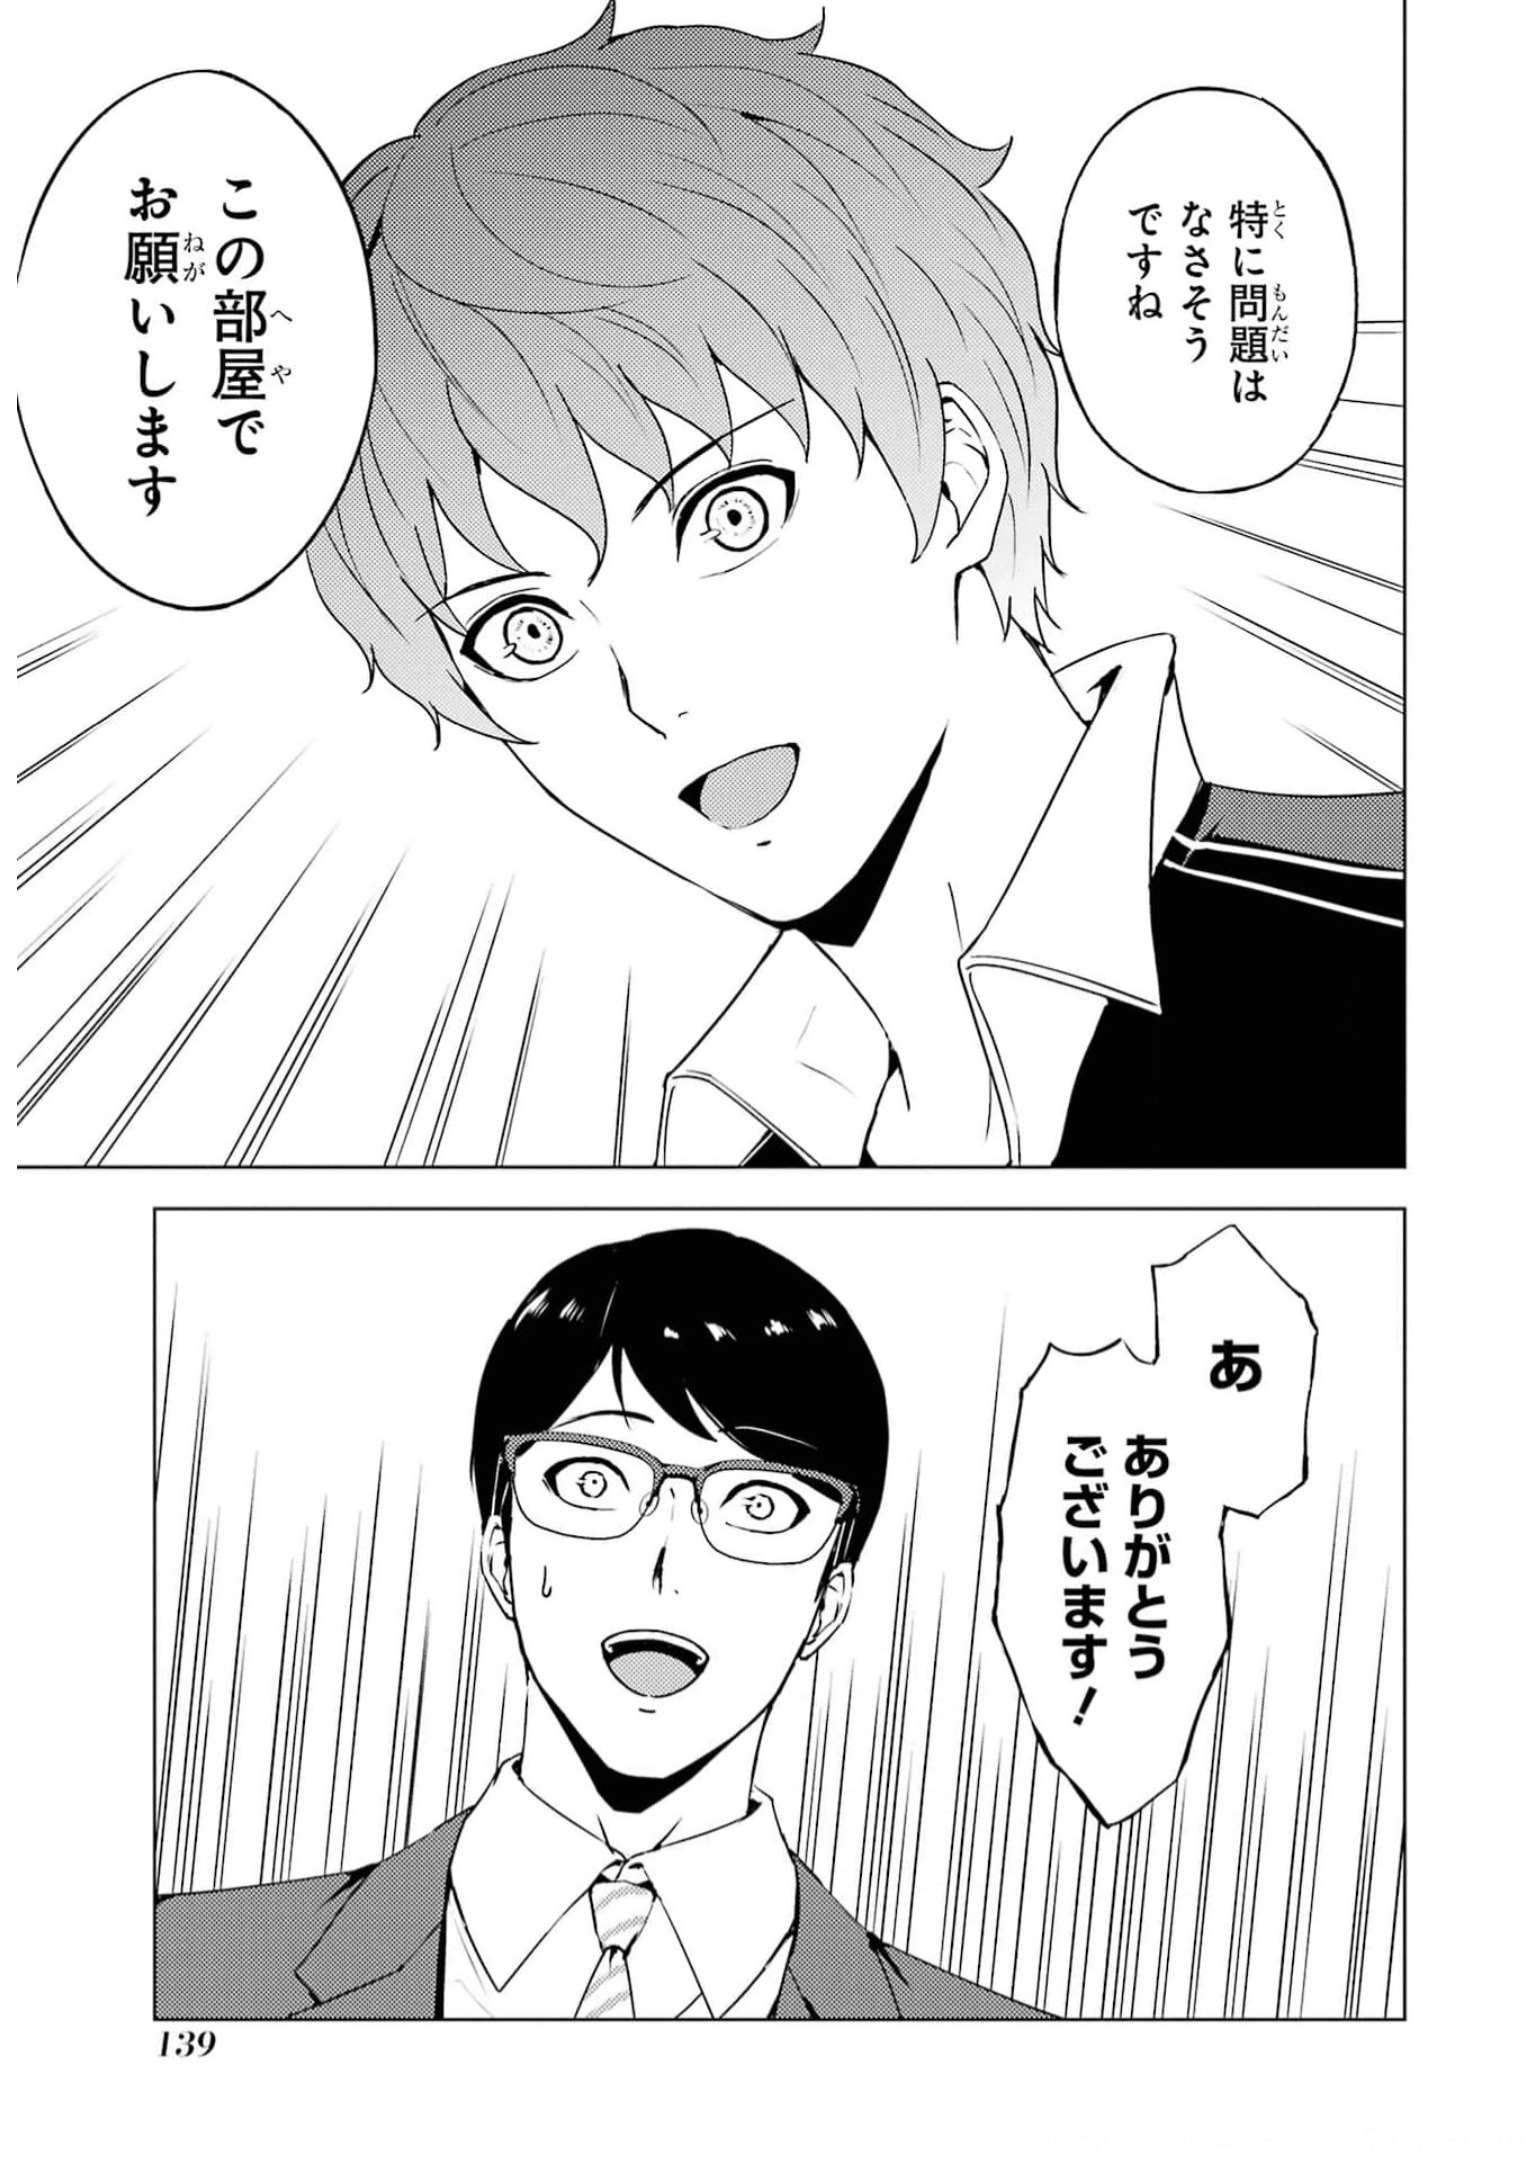 特に問題は
なさそう
ですね
この部屋で
お願いします
あ
ありがとう
ございます！
139